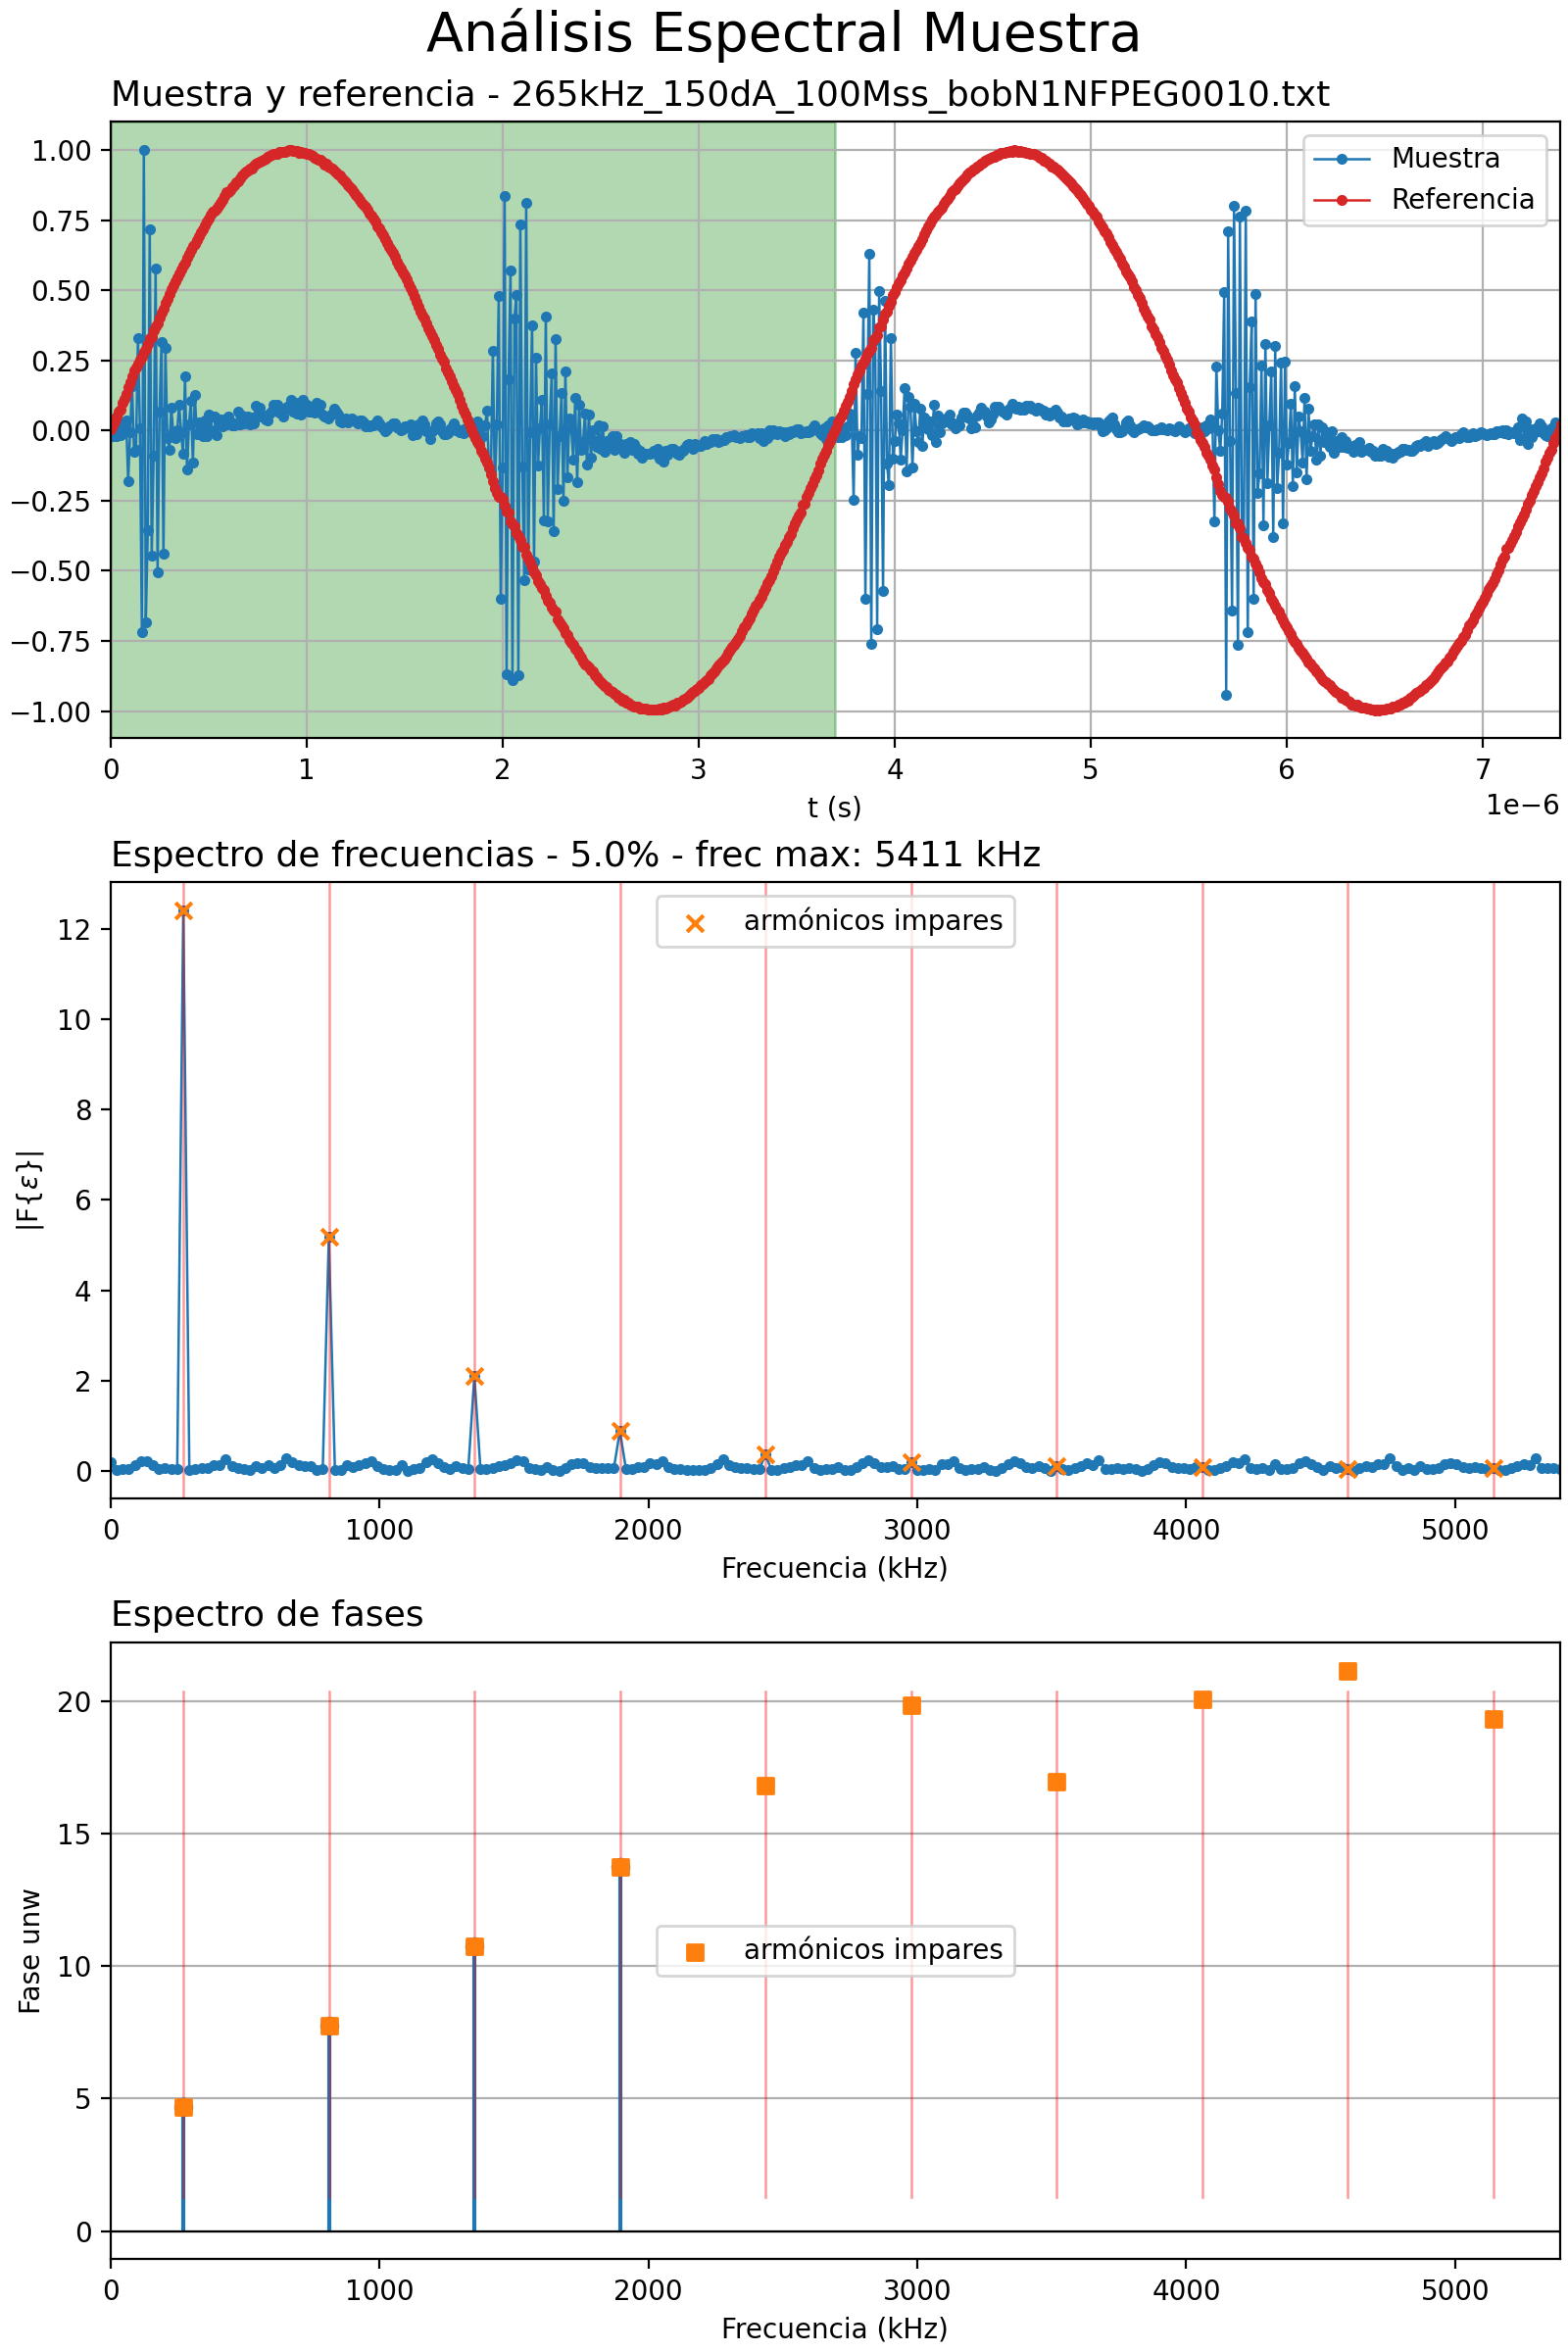 Análisis Espectral Muestra
Muestra y referencia - 265kHz_150dA_100Mss_bobN1NFPEG0010.txt
1.00
0.75
0.50
0.25
0.00
−0.25
−0.50
−0.75
−1.00
Muestra
Referencia
0 1 2 3 4 5 6 7
t (s)
1e−6
Espectro de frecuencias - 5.0% - frec max: 5411 kHz
armónicos impares
12
10
8
6
4
2
0
|F{ε}|
0 1000 2000 3000 4000 5000
Frecuencia (kHz)
Espectro de fases
20
15
10
5
0
Fase unw
armónicos impares
0 1000 2000 3000 4000 5000
Frecuencia (kHz)